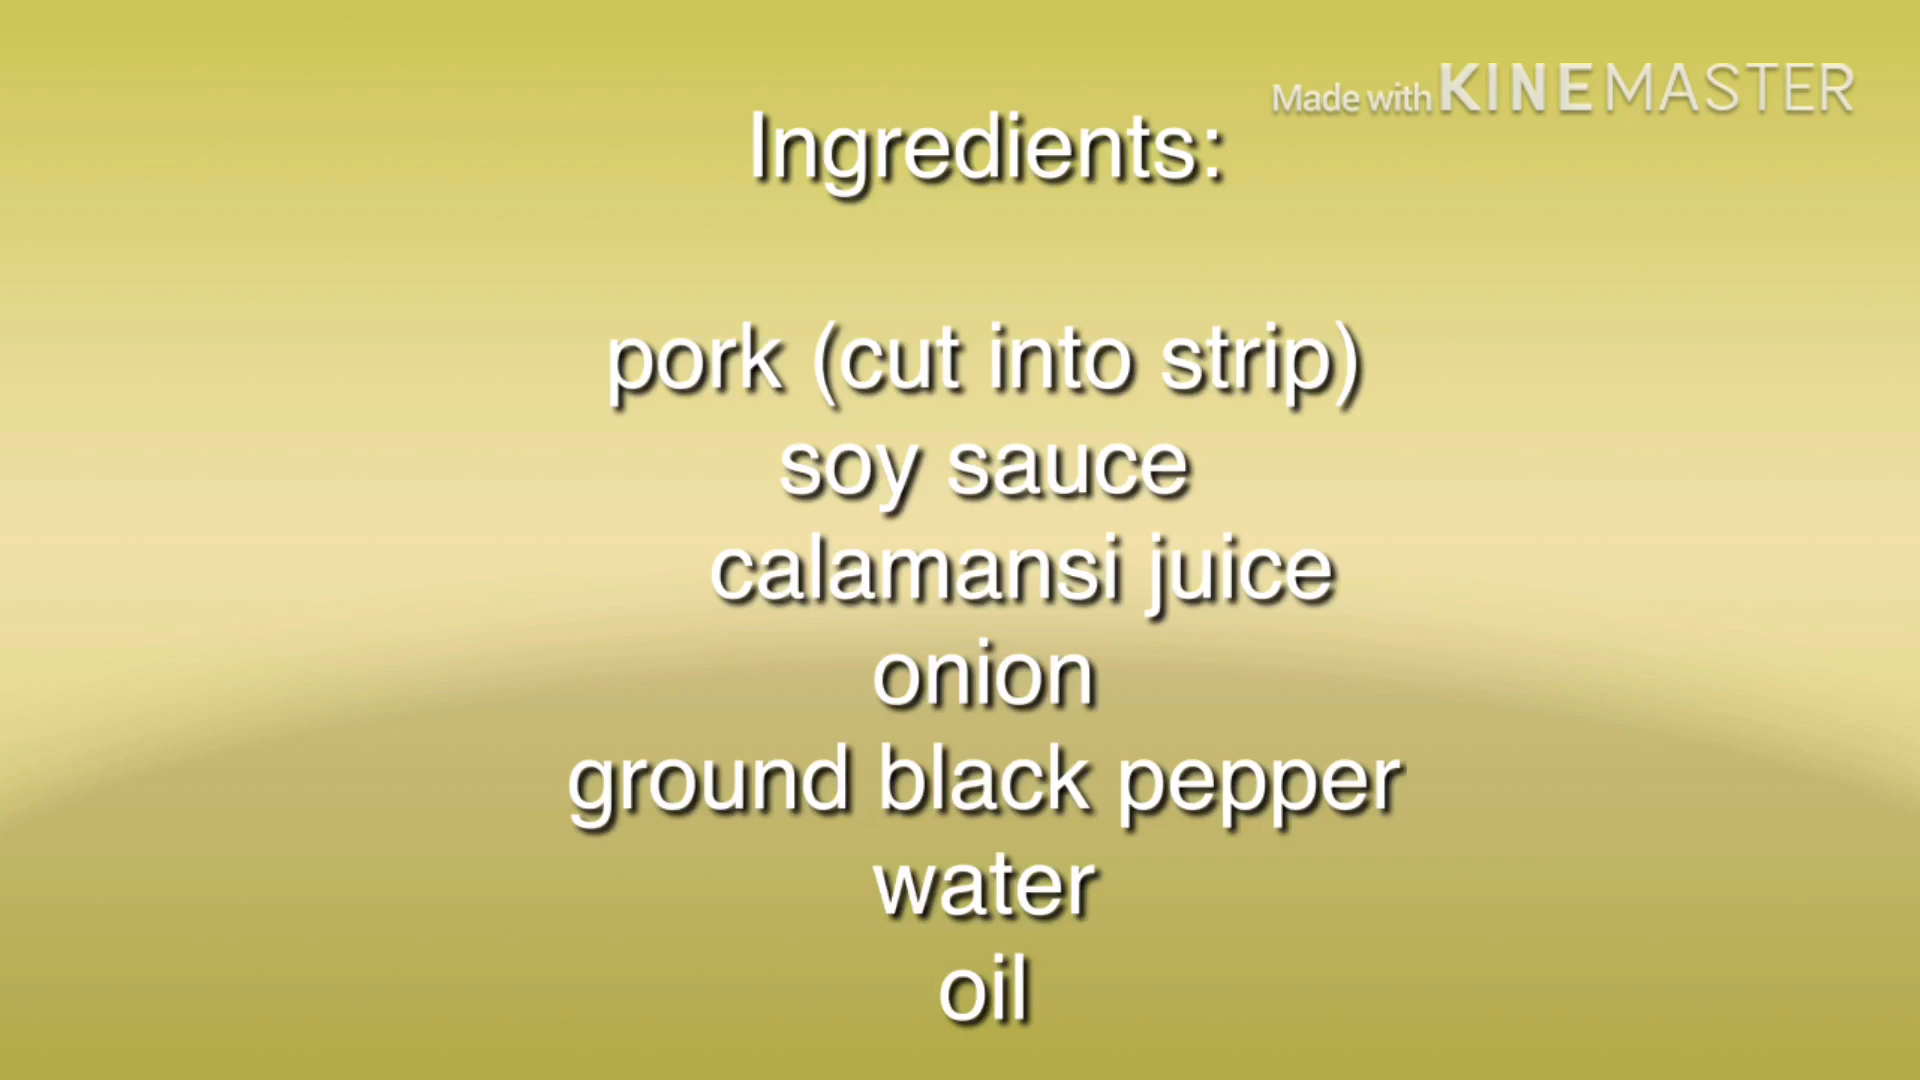 Made with KINEMASTER
Ingredients:
pork (cut into strip)
soy sauce
calamansi juice
onion
ground black pepper
water
oil